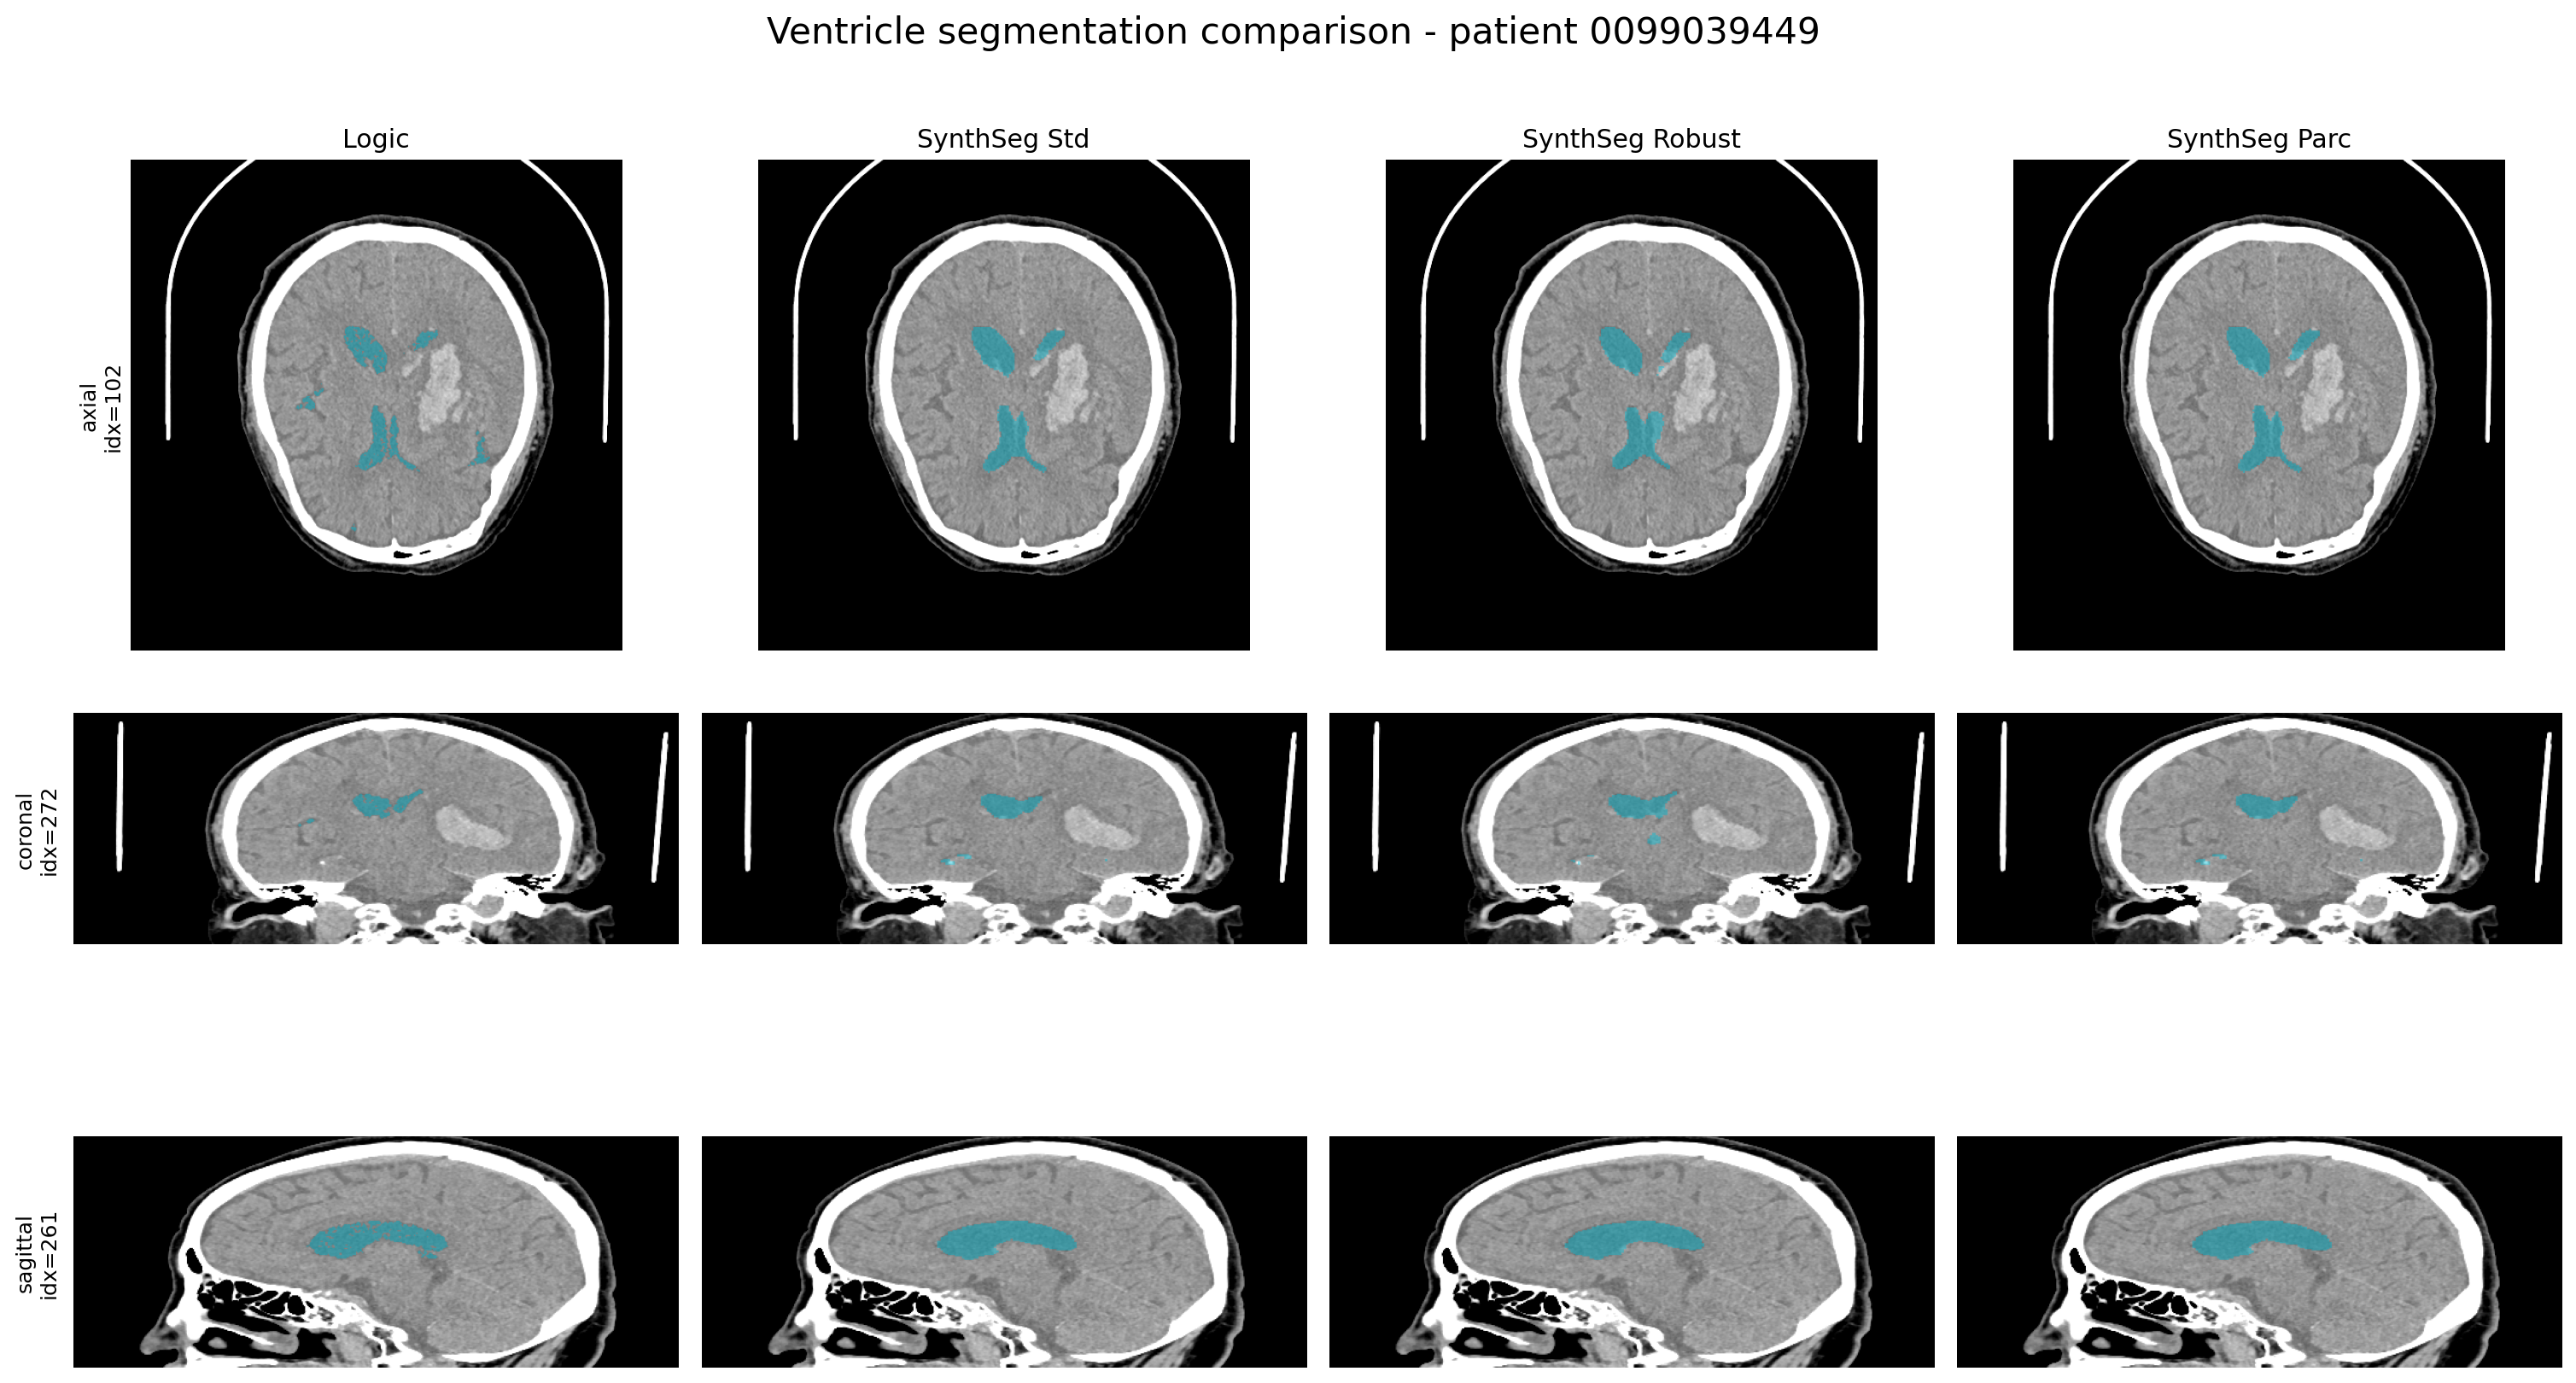 Ventricle segmentation comparison - patient 0099039449
Logic
SynthSeg Std
SynthSeg Robust
SynthSeg Parc
axial
idx=102
coronal
idx=272
sagittal
idx=261